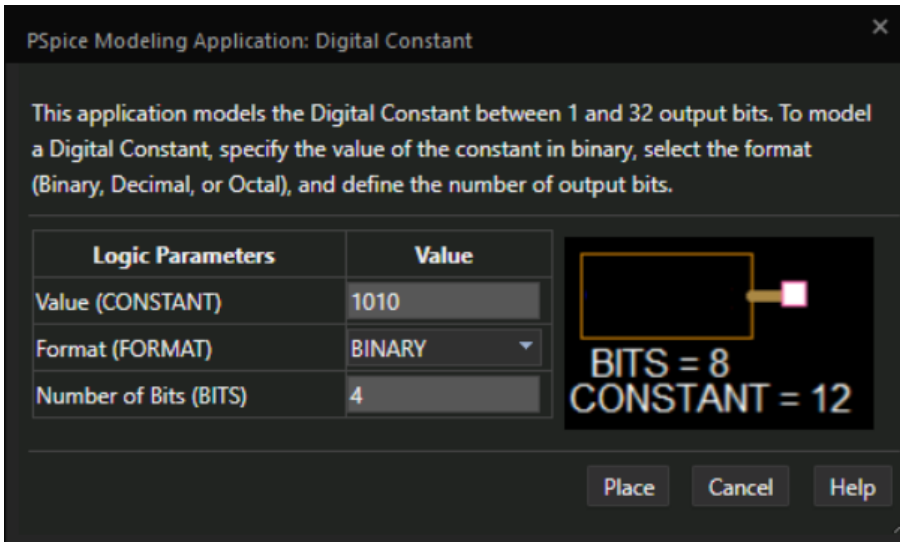 PSpice Modeling Application: Digital Constant
This application models the Digital Constant between 1 and 32 output bits. To model
a Digital Constant, specify the value of the constant in binary, select the format
(Binary, Decimal, or Octal), and define the number of output bits.
Logic Parameters Value
Value (CONSTANT) 1010
Format (FORMAT) BINARY
Number of Bits (BITS) 4
BITS = 8
CONSTANT = 12
Place Cancel Help